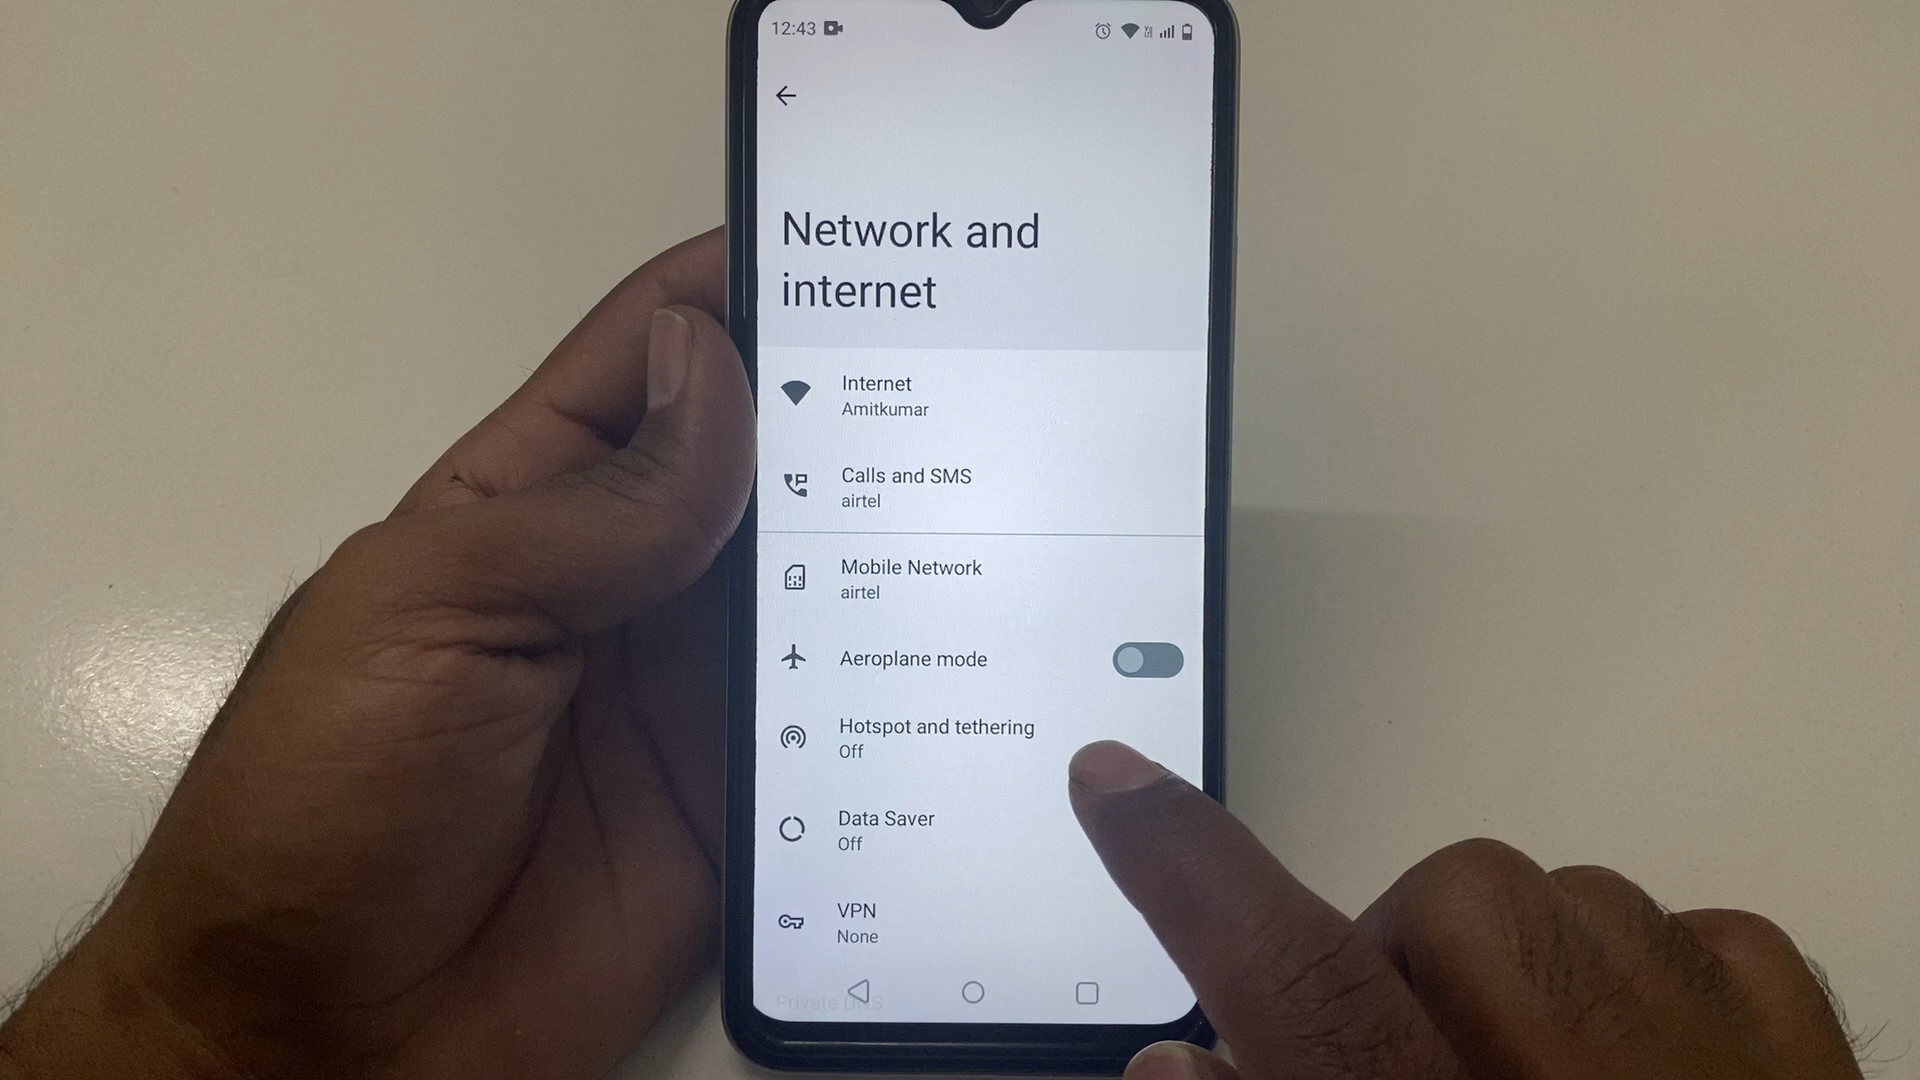 12:43
Network and
internet
Internet
Amitkumar
Calls and SMS
airtel
Mobile Network
airtel
Aeroplane mode
Hotspot and tethering
Off
Data Saver
Off
VPN
None
Private DNS